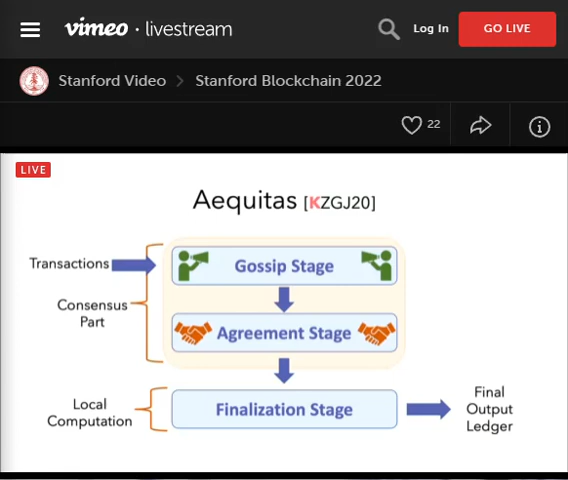 vimeo · livestream
Log In
GO LIVE
Stanford Video > Stanford Blockchain 2022
22
LIVE
Aequitas [KZGJ20]
Transactions
Gossip Stage
Consensus
Part
Agreement Stage
Local
Computation
Finalization Stage
Final
Output
Ledger